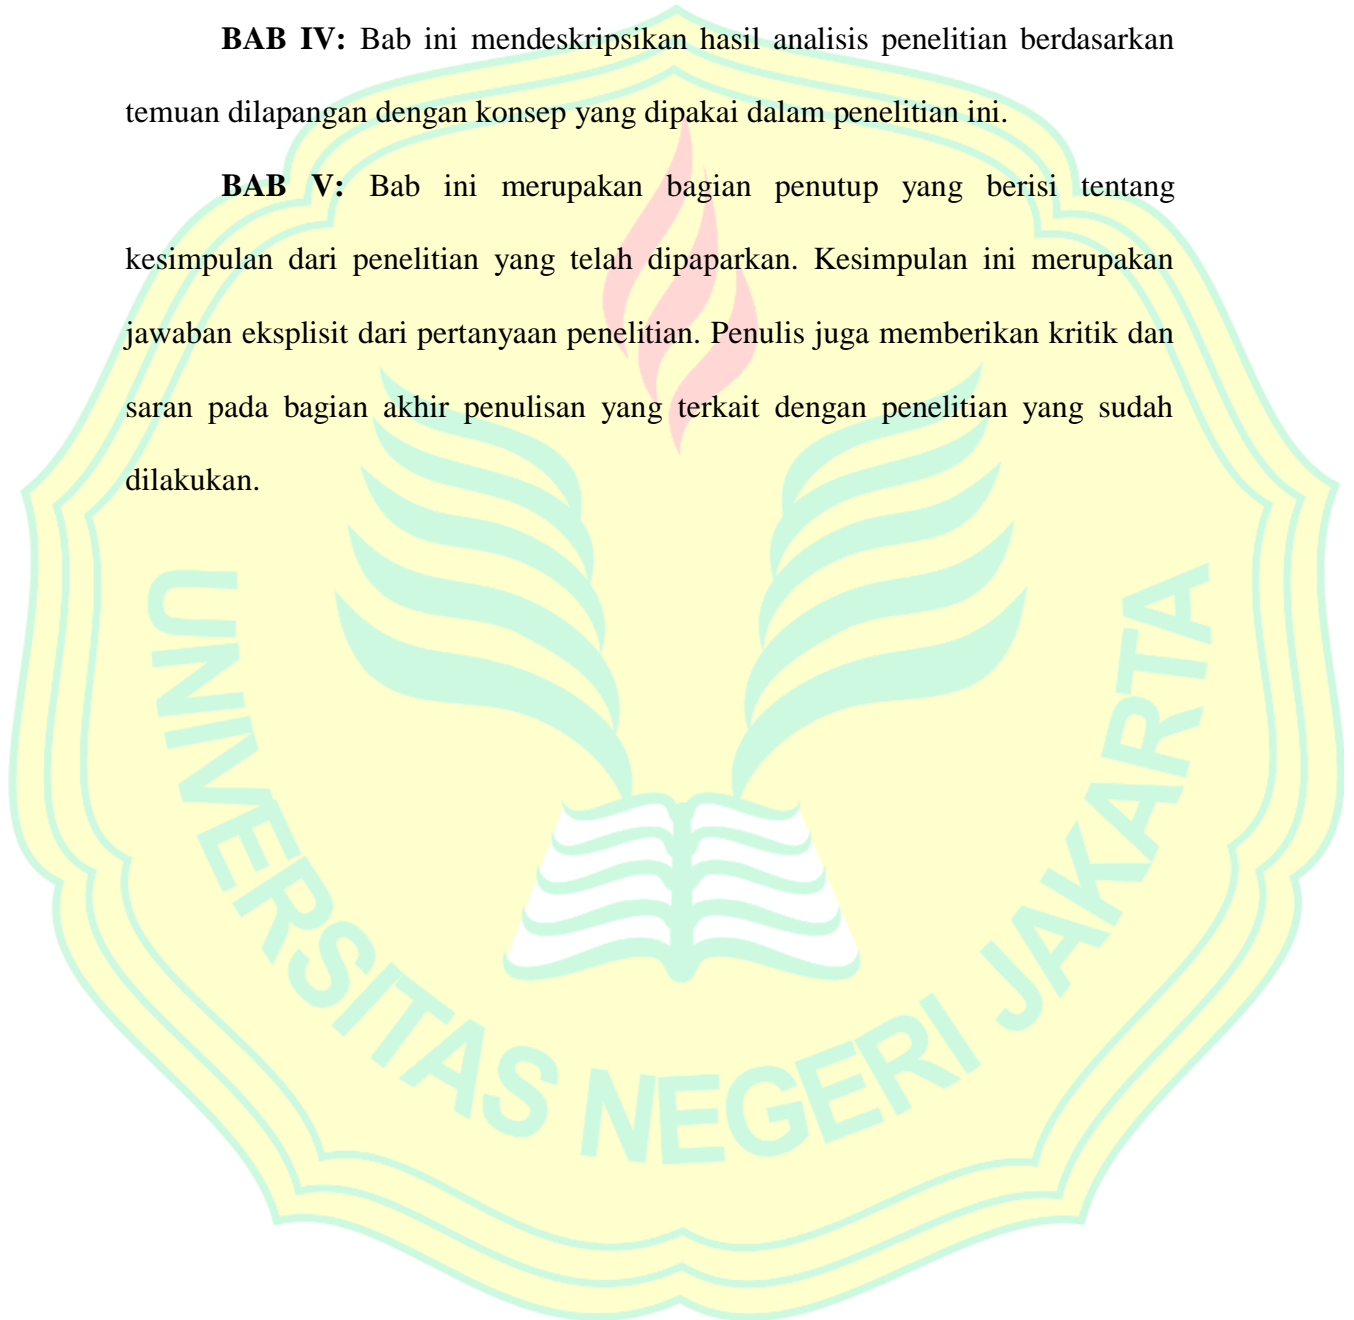 BAB IV: Bab ini mendeskripsikan hasil analisis penelitian berdasarkan
temuan dilapangan dengan konsep yang dipakai dalam penelitian ini.
BAB V: Bab ini merupakan bagian penutup yang berisi tentang
kesimpulan dari penelitian yang telah dipaparkan. Kesimpulan ini merupakan
jawaban eksplisit dari pertanyaan penelitian. Penulis juga memberikan kritik dan
saran pada bagian akhir penulisan yang terkait dengan penelitian yang sudah
dilakukan.
UNIVERSITAS NEGERI JAKARTA